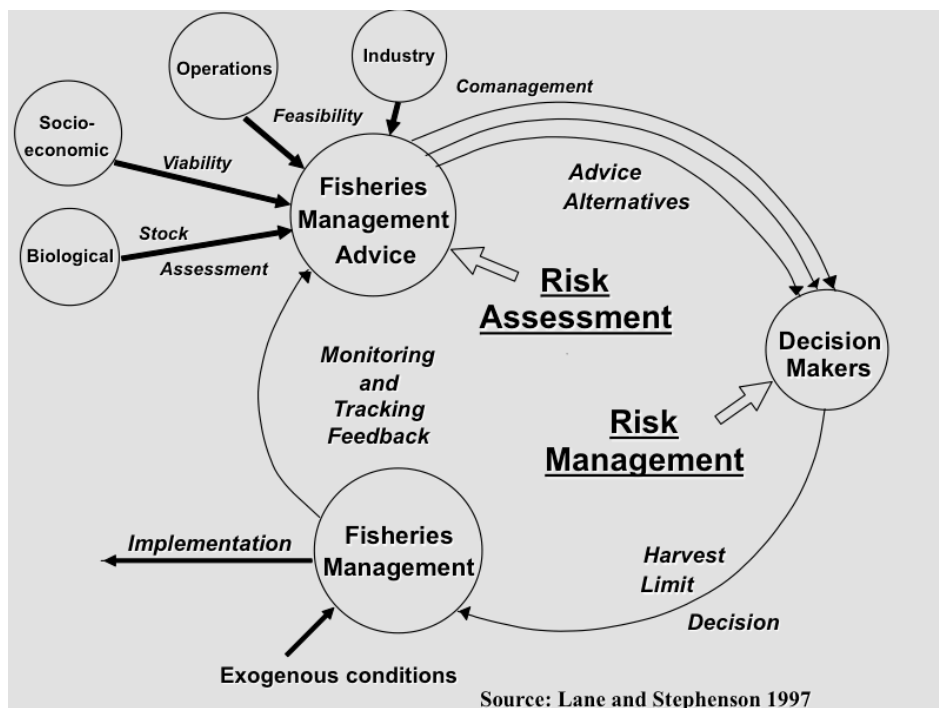 Industry
Operations
Comanagement
Feasibility
Socio-
economic
Viability
Advice
Alternatives
Fisheries
Management
Advice
Stock
Biological
Assessment
Risk
Assessment
Decision
Makers
Monitoring
and
Tracking
Feedback
Risk
Management
Implementation
Fisheries
Management
Harvest
Limit
Decision
Exogenous conditions
Source: Lane and Stephenson 1997